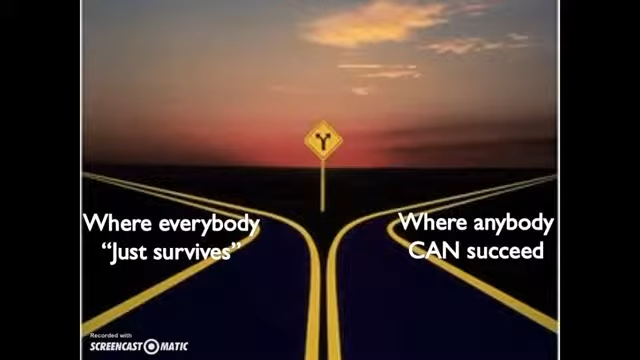 Where everybody
“Just survives”
Where anybody
CAN succeed
Recorded with
SCREENCAST-O-MATIC